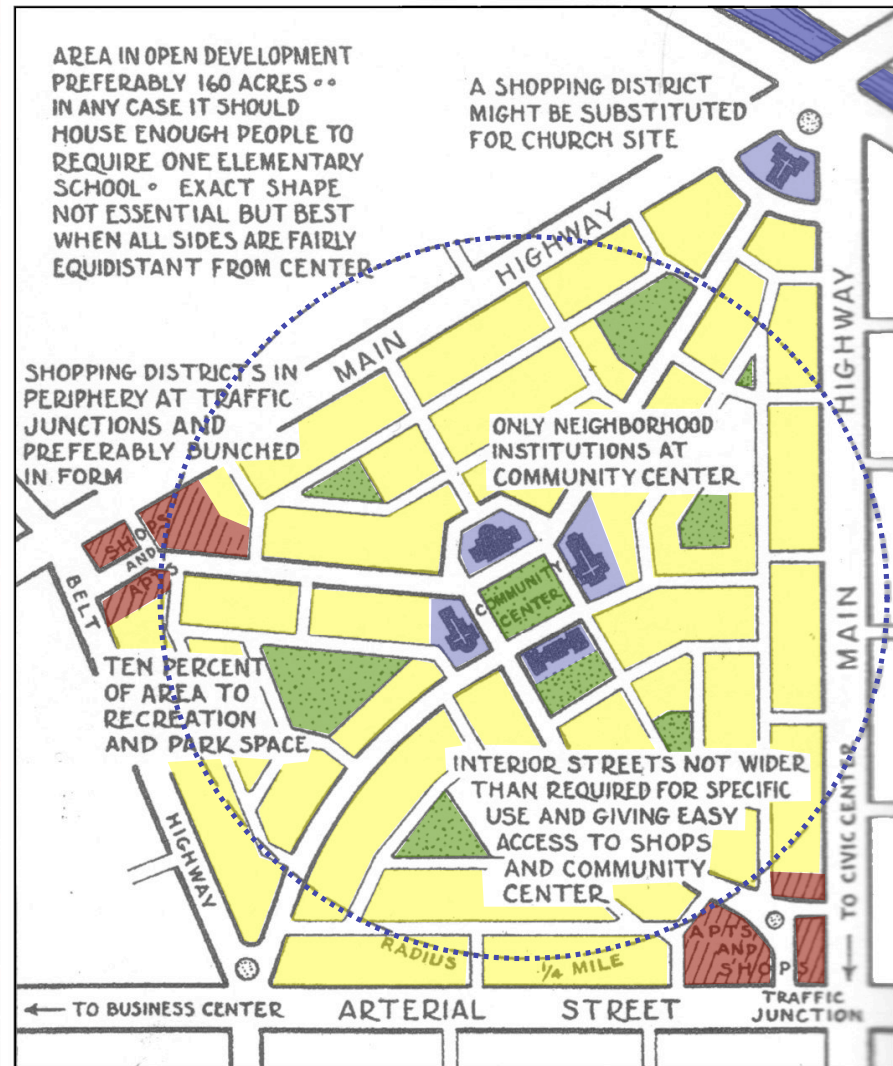 AREA IN OPEN DEVELOPMENT
PREFERABLY 160 ACRES
IN ANY CASE IT SHOULD
HOUSE ENOUGH PEOPLE TO
REQUIRE ONE ELEMENTARY
SCHOOL • EXACT SHAPE
NOT ESSENTIAL BUT BEST
WHEN ALL SIDES ARE FAIRLY
EQUIDISTANT FROM CENTER
A SHOPPING DISTRICT
MIGHT BE SUBSTITUTED
FOR CHURCH SITE
MAIN HIGHWAY
HIGHWAY
SHOPPING DISTRICTS IN
PERIPHERY AT TRAFFIC
JUNCTIONS AND
PREFERABLY BUNCHED
IN FORM
ONLY NEIGHBORHOOD
INSTITUTIONS AT
COMMUNITY CENTER
SHOPS
AND
APTS
BELT
COMMUNITY
CENTER
MAIN
TEN PERCENT
OF AREA TO
RECREATION
AND PARK SPACE
INTERIOR STREETS NOT WIDER
THAN REQUIRED FOR SPECIFIC
USE AND GIVING EASY
ACCESS TO SHOPS
AND COMMUNITY
CENTER
HIGHWAY
TO CIVIC CENTER
RADIUS 1/4 MILE
APTS
AND
SHOPS
TO BUSINESS CENTER
ARTERIAL STREET
TRAFFIC
JUNCTION